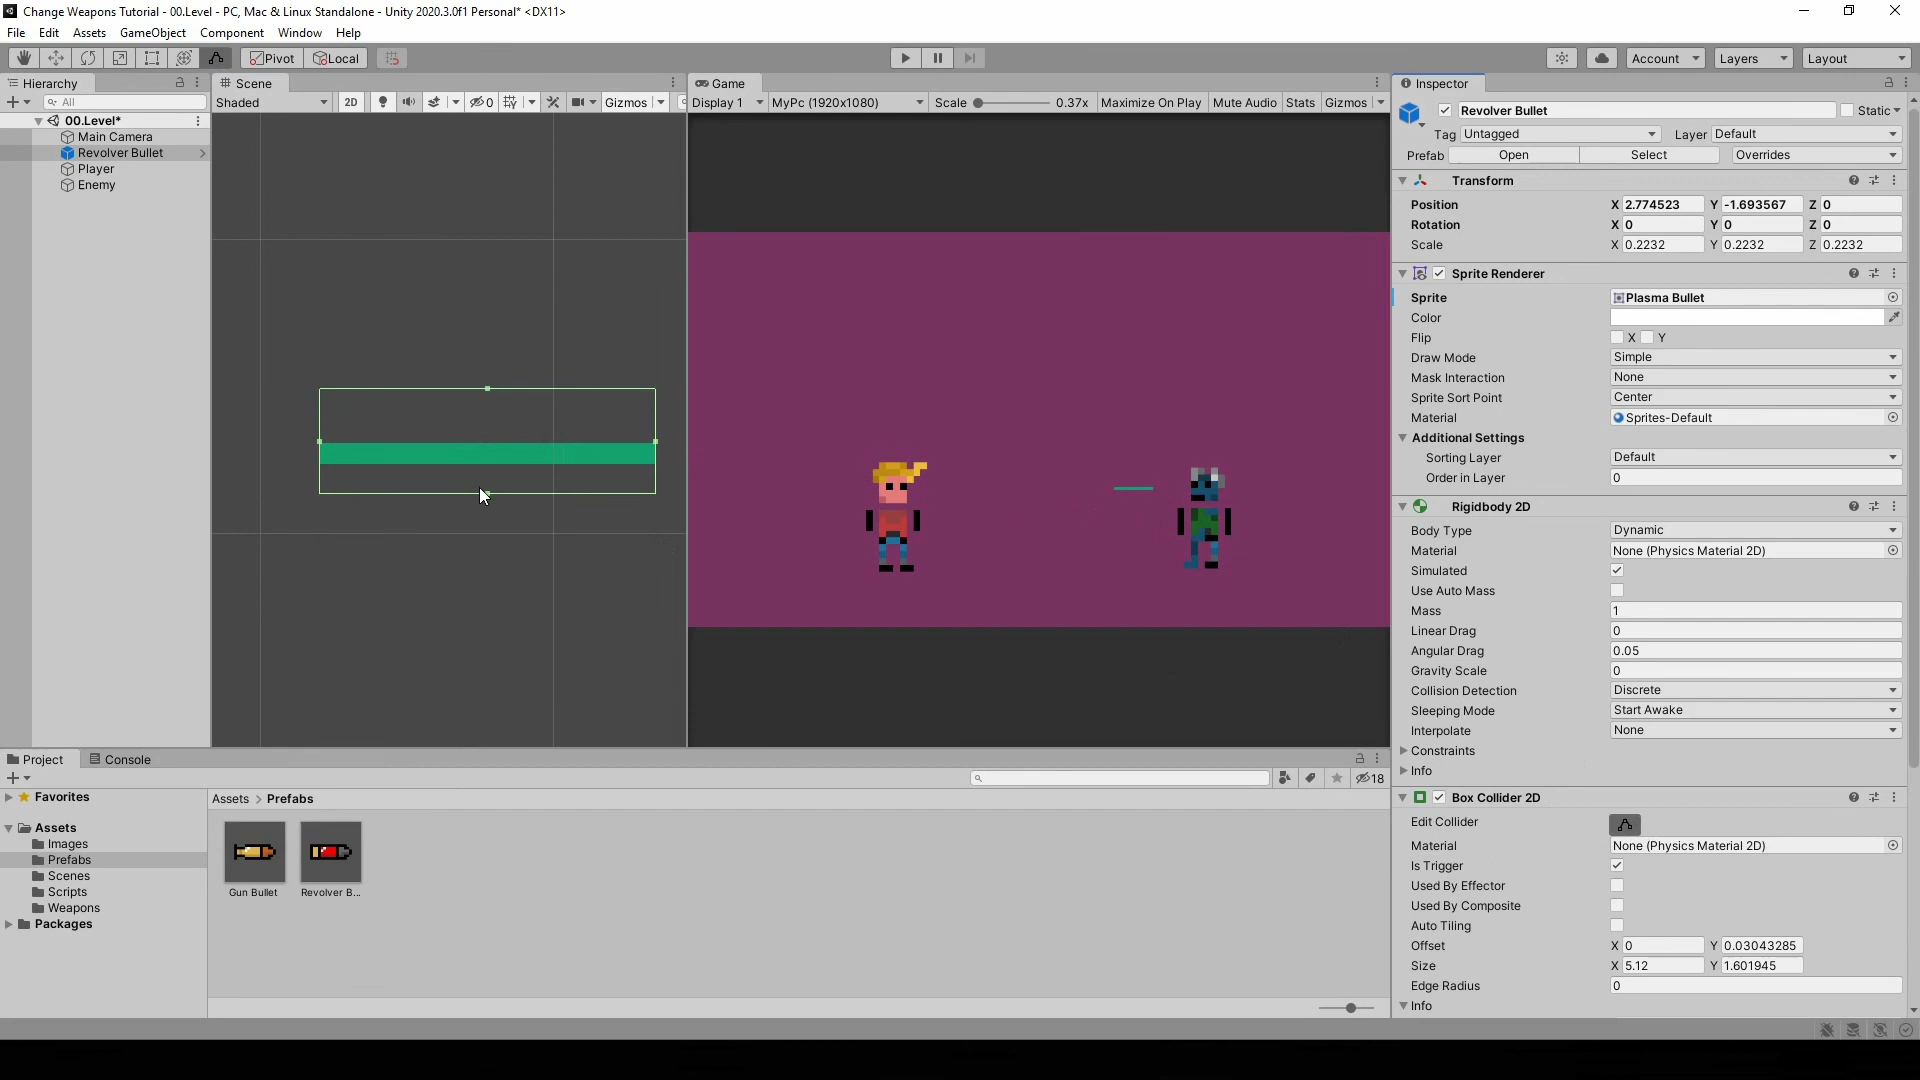 Change Weapons Tutorial - 00.Level - PC, Mac & Linux Standalone - Unity 2020.3.0f1 Personal* <DX11>
File Edit Assets GameObject Component Window Help
Pivot Local Account Layers Layout
Hierarchy
All
00.Level*
Main Camera
Revolver Bullet
Player
Enemy
Scene
Shaded 2D 0 Gizmos
Game
Display 1 MyPc (1920x1080) Scale 0.37x Maximize On Play Mute Audio Stats Gizmos
Inspector
Revolver Bullet Static
Tag Untagged Layer Default
Prefab Open Select Overrides
Transform
Position X 2.774523 Y -1.693567 Z 0
Rotation X 0 Y 0 Z 0
Scale X 0.2232 Y 0.2232 Z 0.2232
Sprite Renderer
Sprite Plasma Bullet
Color
Flip X Y
Draw Mode Simple
Mask Interaction None
Sprite Sort Point Center
Material Sprites-Default
Additional Settings
Sorting Layer Default
Order in Layer 0
Rigidbody 2D
Body Type Dynamic
Material None (Physics Material 2D)
Simulated
Use Auto Mass
Mass 1
Linear Drag 0
Angular Drag 0.05
Gravity Scale 0
Collision Detection Discrete
Sleeping Mode Start Awake
Interpolate None
Constraints
Info
Box Collider 2D
Edit Collider
Material None (Physics Material 2D)
Is Trigger
Used By Effector
Used By Composite
Auto Tiling
Offset X 0 Y 0.03043285
Size X 5.12 Y 1.601945
Edge Radius 0
Info
Project Console
18
Favorites
Assets
Images
Prefabs
Scenes
Scripts
Weapons
Packages
Assets > Prefabs
Gun Bullet
Revolver B...